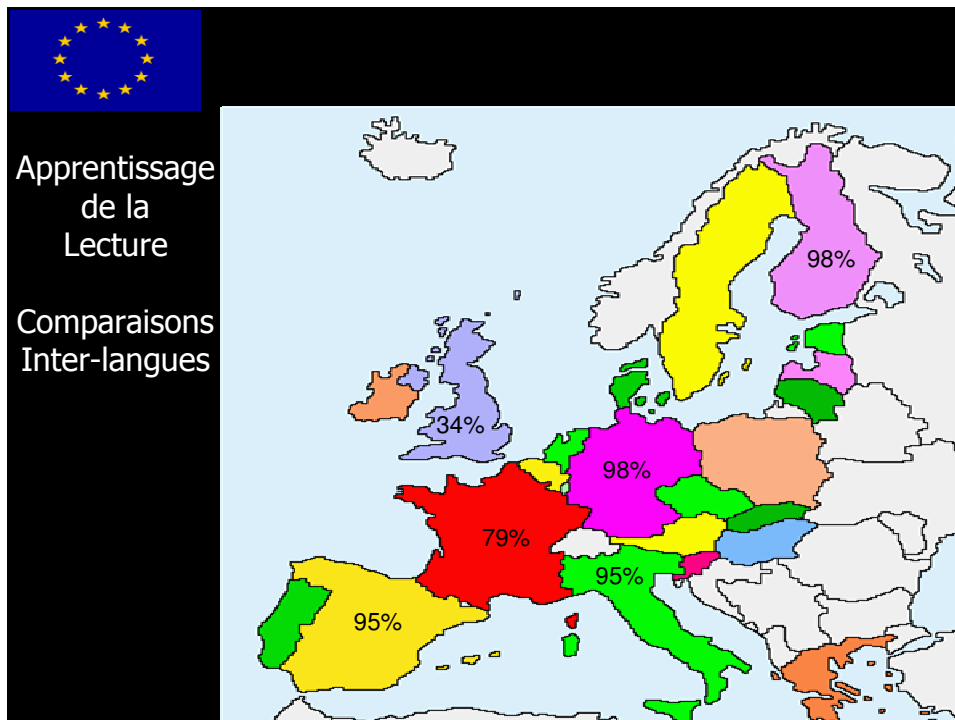 Apprentissage
de la
Lecture
Comparaisons
Inter-langues
98%
34%
98%
79%
95%
95%